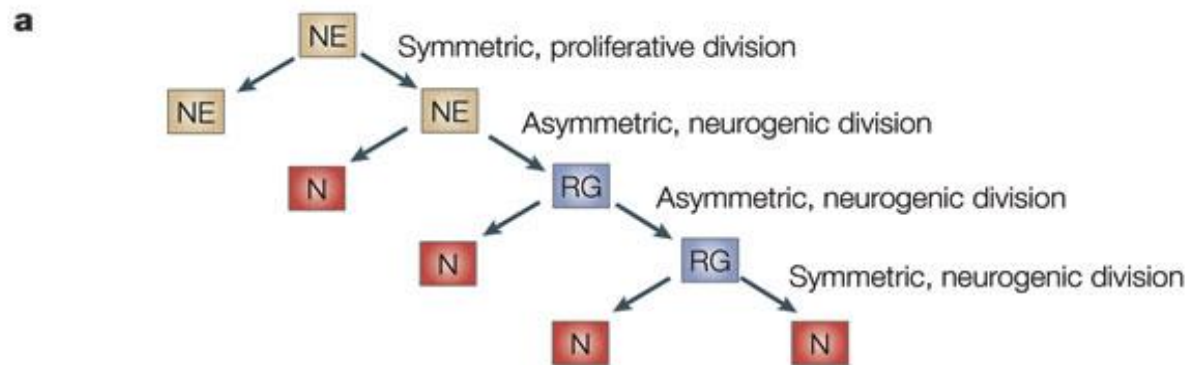 a
NE
Symmetric, proliferative division
NE
NE
Asymmetric, neurogenic division
N
RG
Asymmetric, neurogenic division
N
RG
Symmetric, neurogenic division
N
N